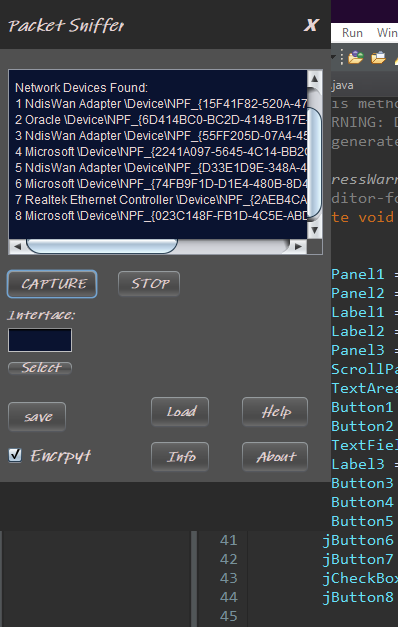 Packet Sniffer
X
Network Devices Found:
1 NdisWan Adapter \Device\NPF_{15F41F82-520A-47
2 Oracle \Device\NPF_{6D414BC0-BC2D-4148-B17E-
3 NdisWan Adapter \Device\NPF_{55FF205D-07A4-45
4 Microsoft \Device\NPF_{2241A097-5645-4C14-BB2C
5 NdisWan Adapter \Device\NPF_{D33E1D9E-348A-4
6 Microsoft \Device\NPF_{74FB9F1D-D1E4-480B-8D4
7 Realtek Ethernet Controller \Device\NPF_{2AEB4CA
8 Microsoft \Device\NPF_{023C148F-FB1D-4C5E-ABD
CAPTURE
STOP
Interface:
Select
save
Load
Help
Encrpyt
Info
About
Run
Win
.java
is metho
RNING: D
generate
ressWarr
ditor-fo
te void
Panel1 =
Panel2 =
Label1 =
Label2 =
Panel3 =
ScrollPa
TextArea
Button1
Button2
TextFiel
Label3 =
Button3
Button4
Button5
41 jButton6
42 jButton7
43 jCheckBox
44 jButton8
45